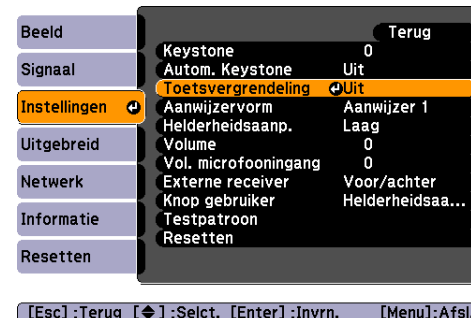 Beeld
Signaal
Instellingen
Uitgebreid
Netwerk
Informatie
Resetten
Terug
Keystone 0
Autom. Keystone Uit
Toetsvergrendeling Uit
Aanwijzervorm Aanwijzer 1
Helderheidsaanp. Laag
Volume 0
Vol. microfooningang 0
Externe receiver Voor/achter
Knop gebruiker Helderheidsaa...
Testpatroon
Resetten
[Esc] :Terug [◆] :Selct. [Enter] :Invrn. [Menu]:Afsl